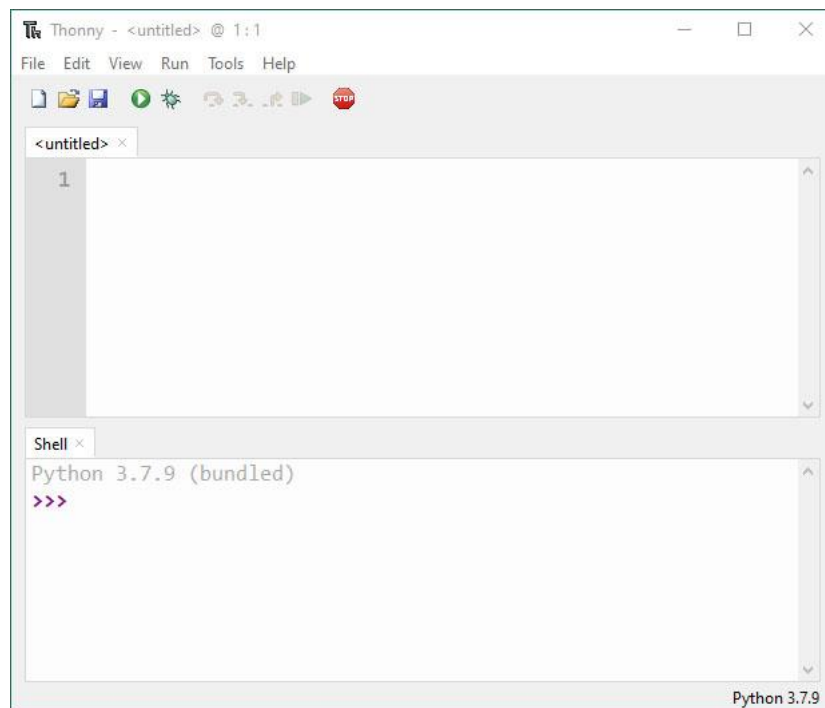 Thonny - <untitled> @ 1:1
File Edit View Run Tools Help
STOP
<untitled>
1
Shell
Python 3.7.9 (bundled)
>>>
Python 3.7.9